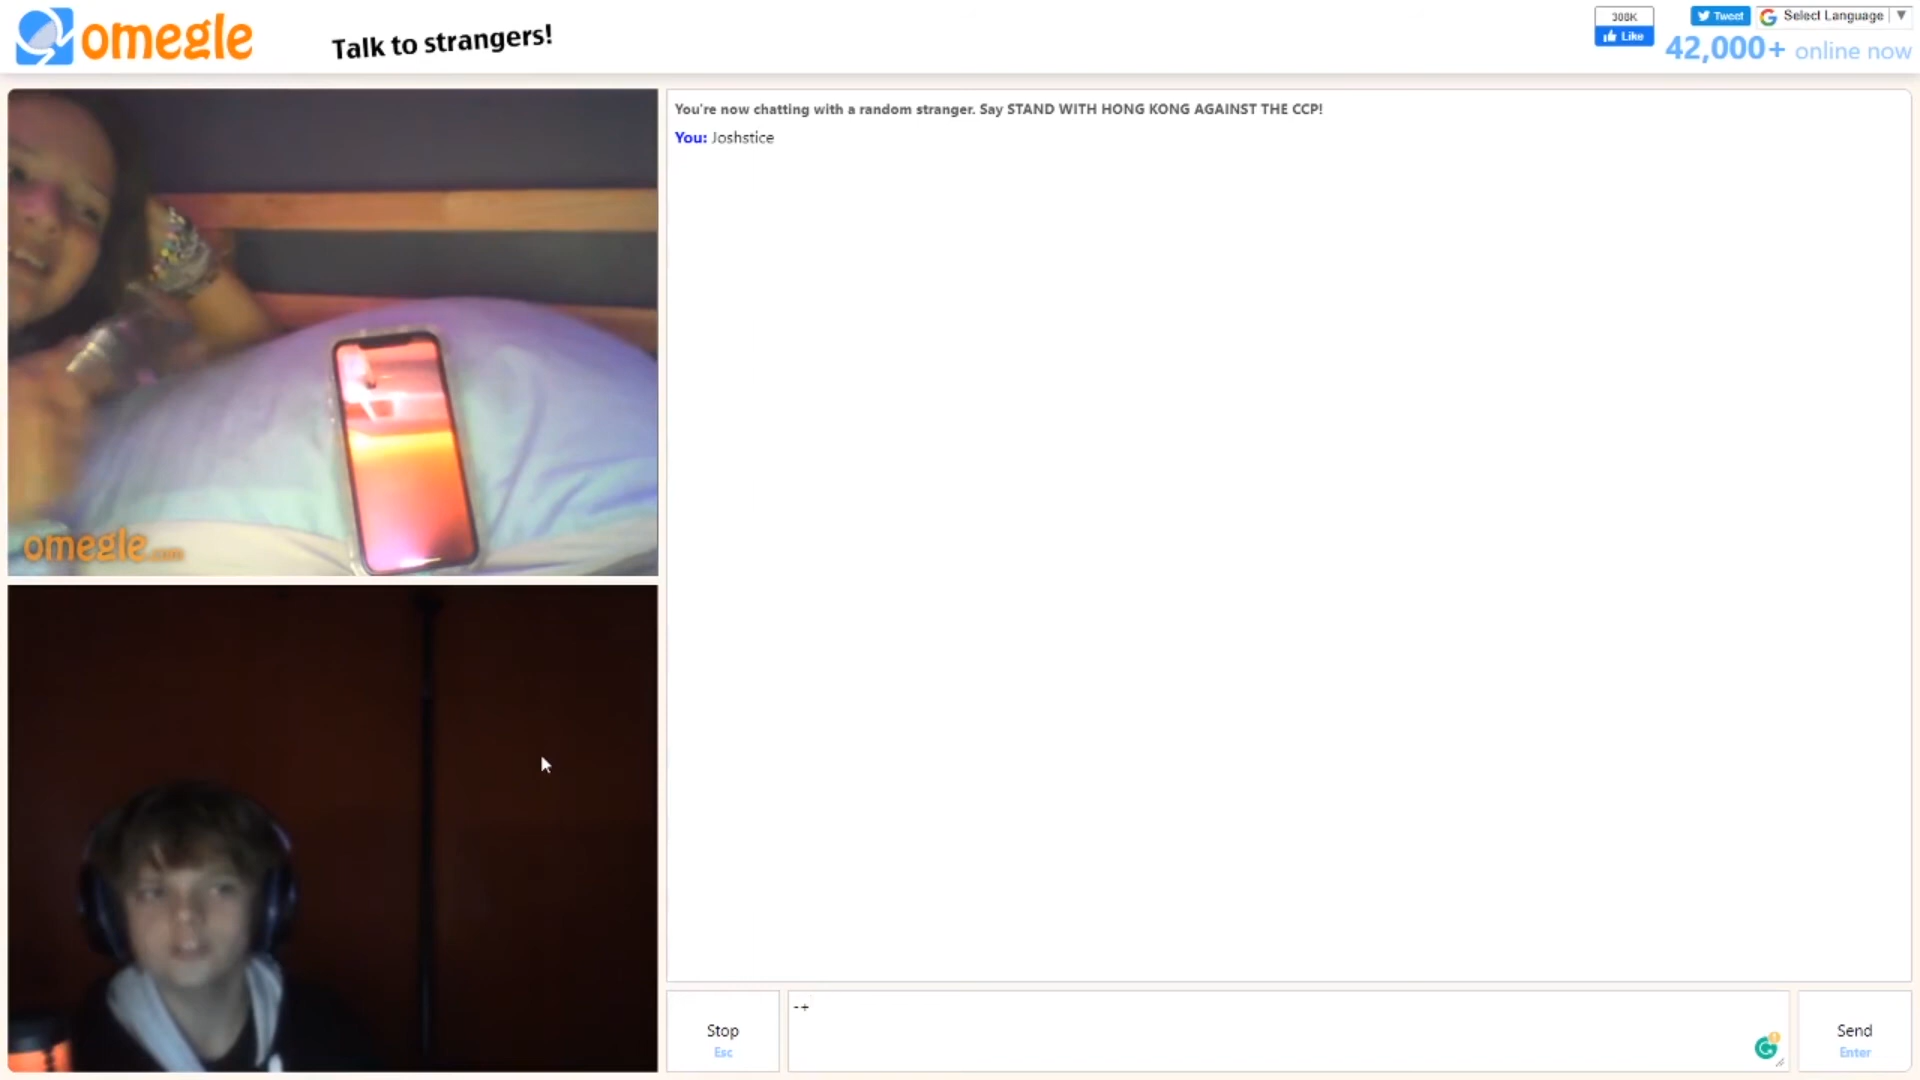 omegle
Talk to strangers!
308K
Like
Tweet
Select Language
42,000+ online now
You're now chatting with a random stranger. Say STAND WITH HONG KONG AGAINST THE CCP!
You: Joshstice
omegle.com
Stop
Esc
-+
Send
Enter